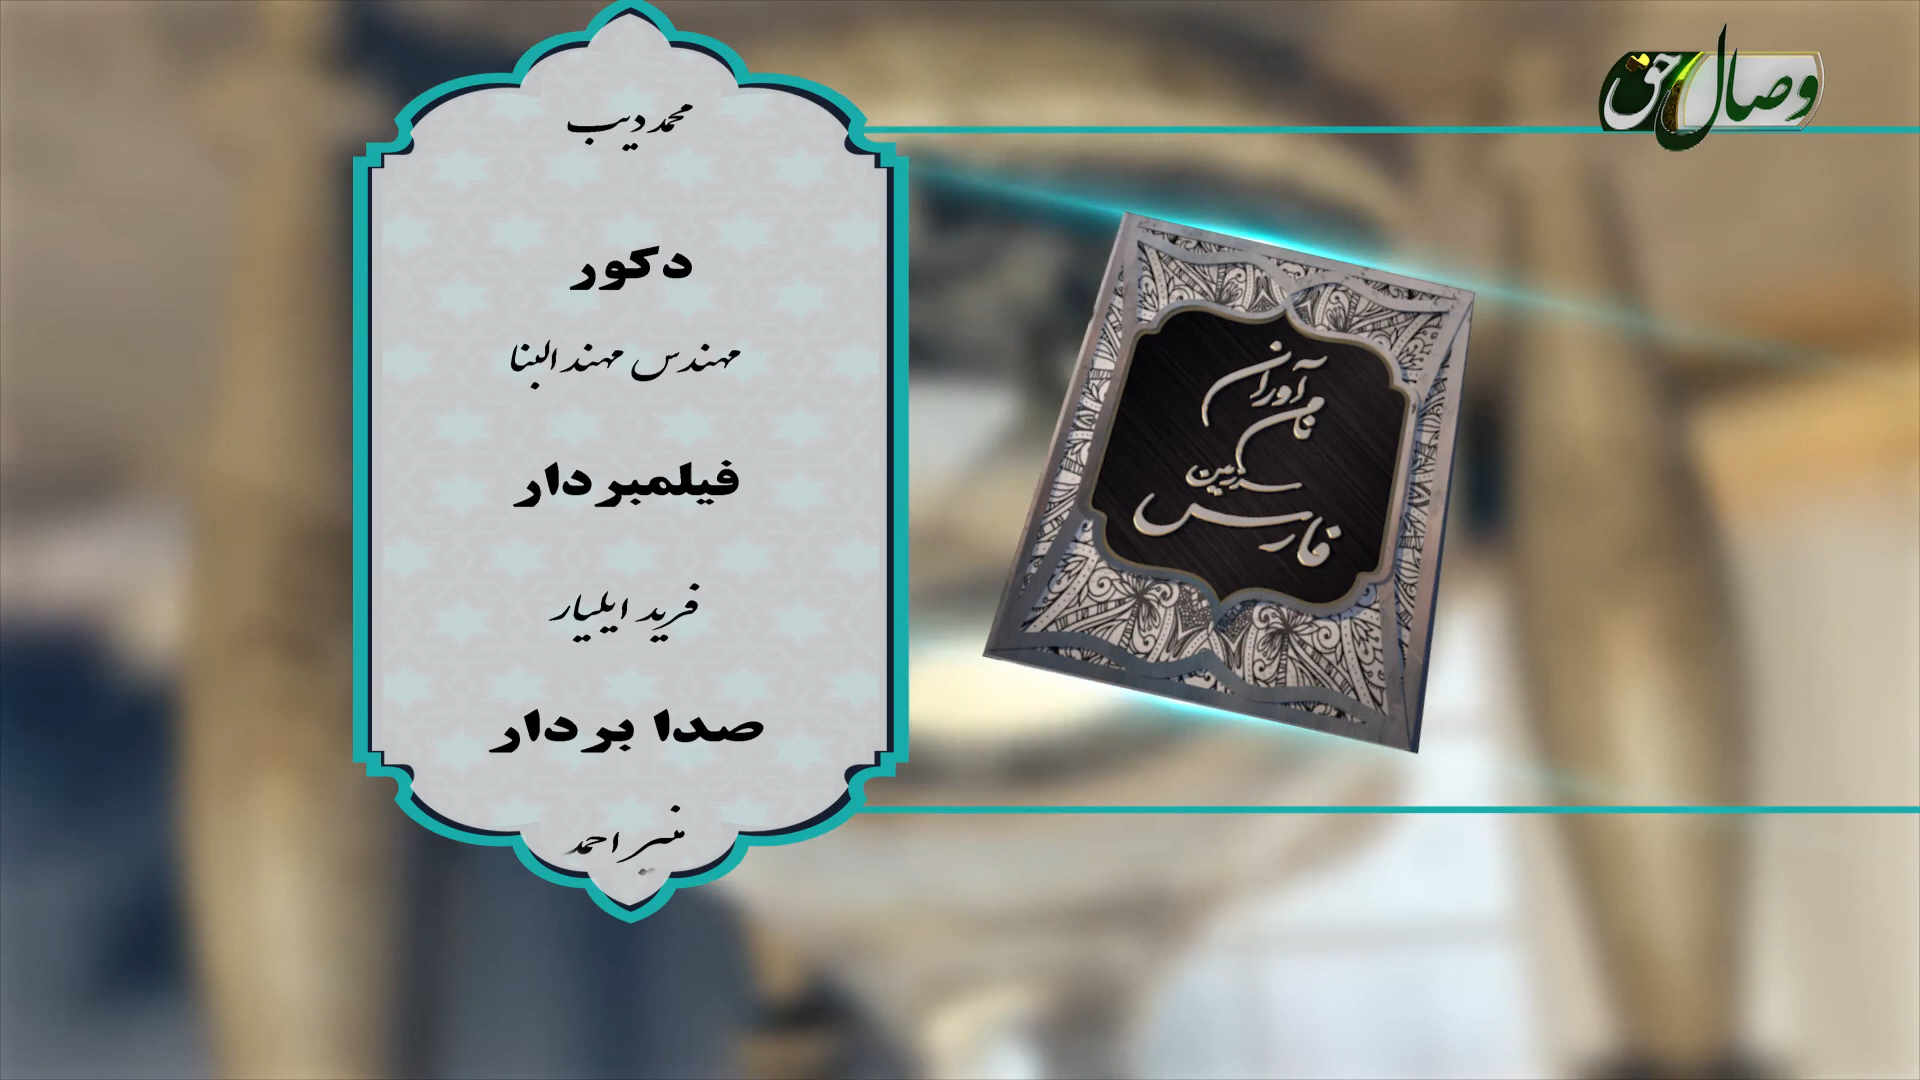 وصال حق
محمد دیب
دکور
مهندس مهند البنا
فیلمبردار
فرید ایلیار
صدا بردار
منیر احمد
نام آوران
سرزمین
فارس